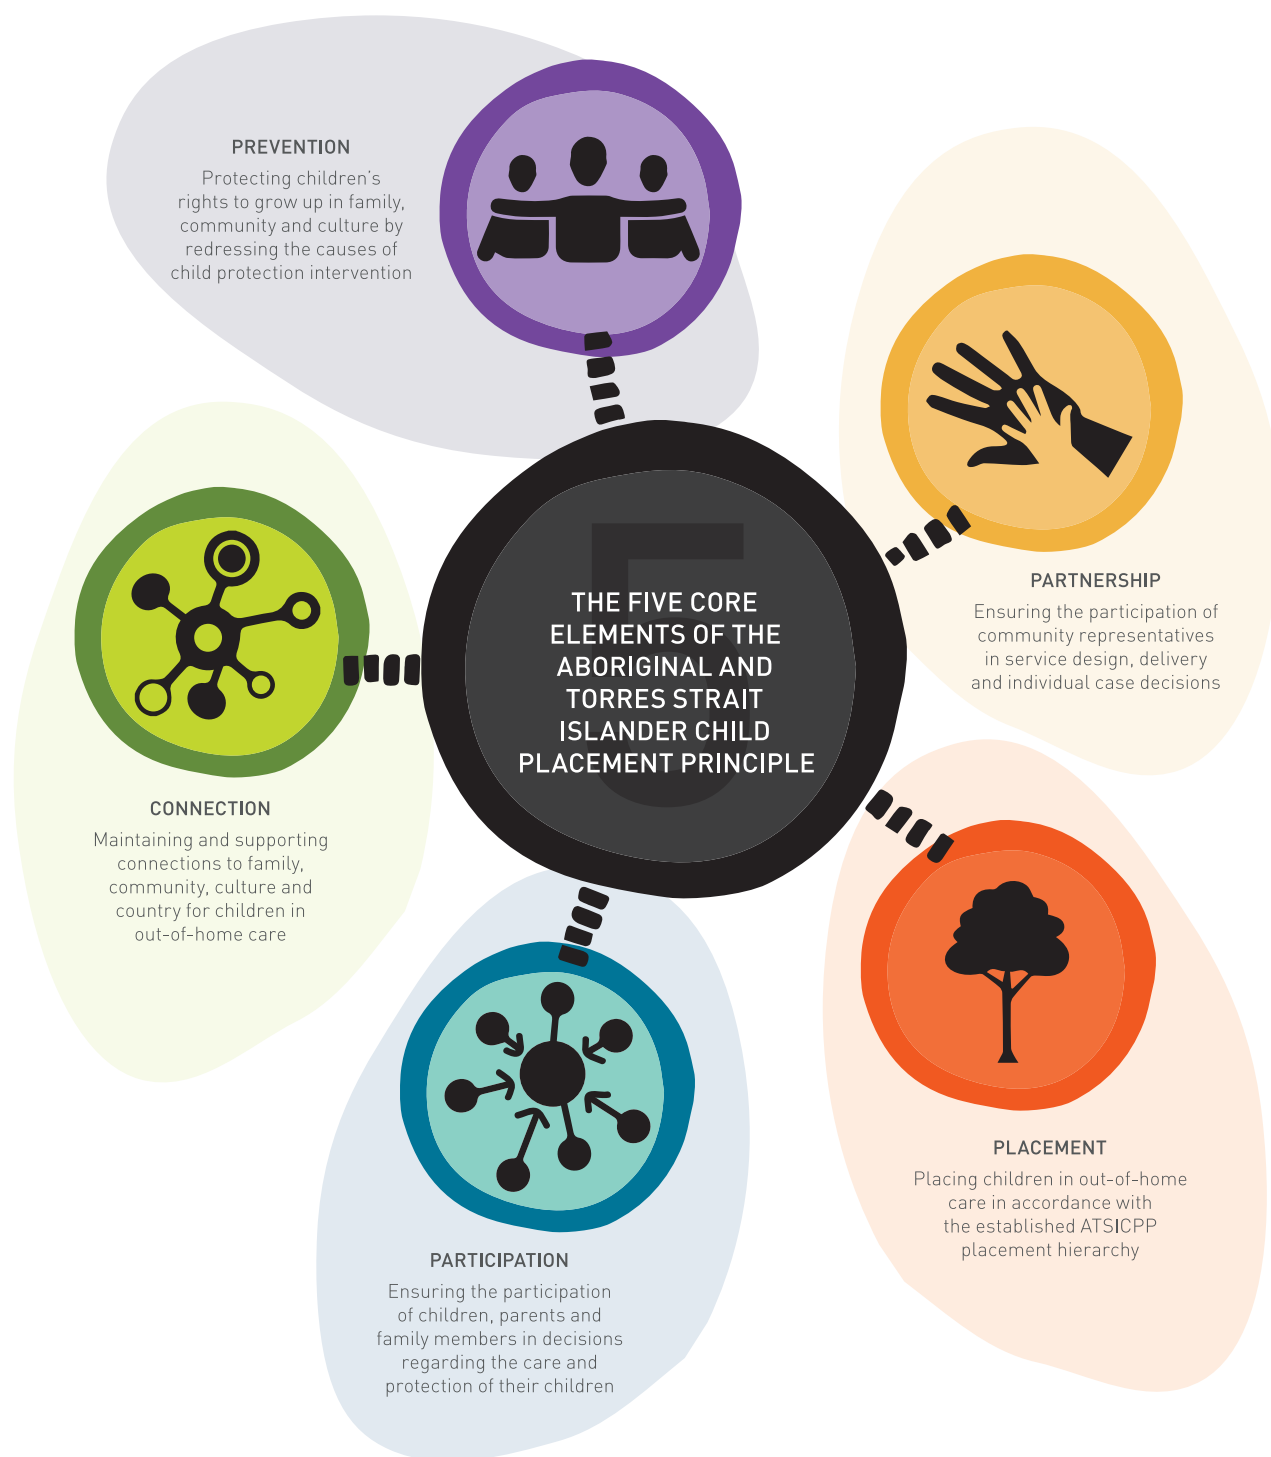 PREVENTION
Protecting children's
rights to grow up in family,
community and culture by
redressing the causes of
child protection intervention
PARTNERSHIP
Ensuring the participation of
community representatives
in service design, delivery
and individual case decisions
5
THE FIVE CORE
ELEMENTS OF THE
ABORIGINAL AND
TORRES STRAIT
ISLANDER CHILD
PLACEMENT PRINCIPLE
CONNECTION
Maintaining and supporting
connections to family,
community, culture and
country for children in
out-of-home care
PLACEMENT
Placing children in out-of-home
care in accordance with
the established ATSICPP
placement hierarchy
PARTICIPATION
Ensuring the participation
of children, parents and
family members in decisions
regarding the care and
protection of their children